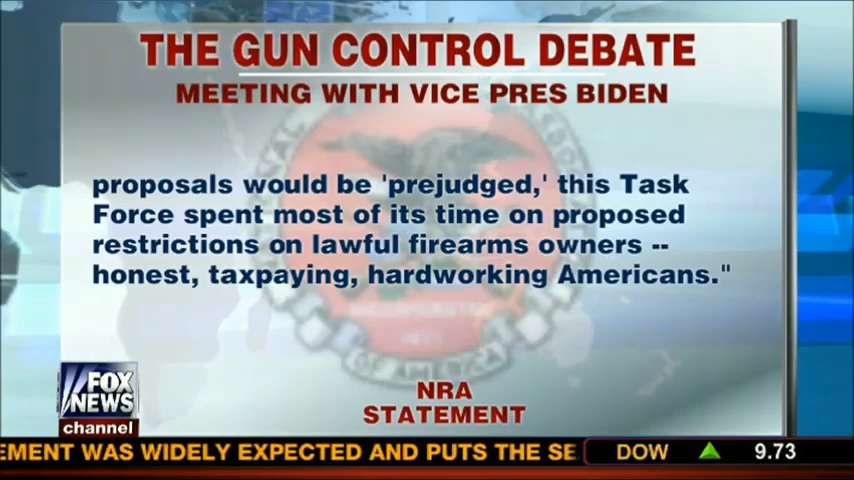 THE GUN CONTROL DEBATE
MEETING WITH VICE PRES BIDEN
proposals would be 'prejudged,' this Task
Force spent most of its time on proposed
restrictions on lawful firearms owners --
honest, taxpaying, hardworking Americans."
OF AMERICA
NRA
STATEMENT
FOX
NEWS
channel
EMENT WAS WIDELY EXPECTED AND PUTS THE SE
DOW 9.73